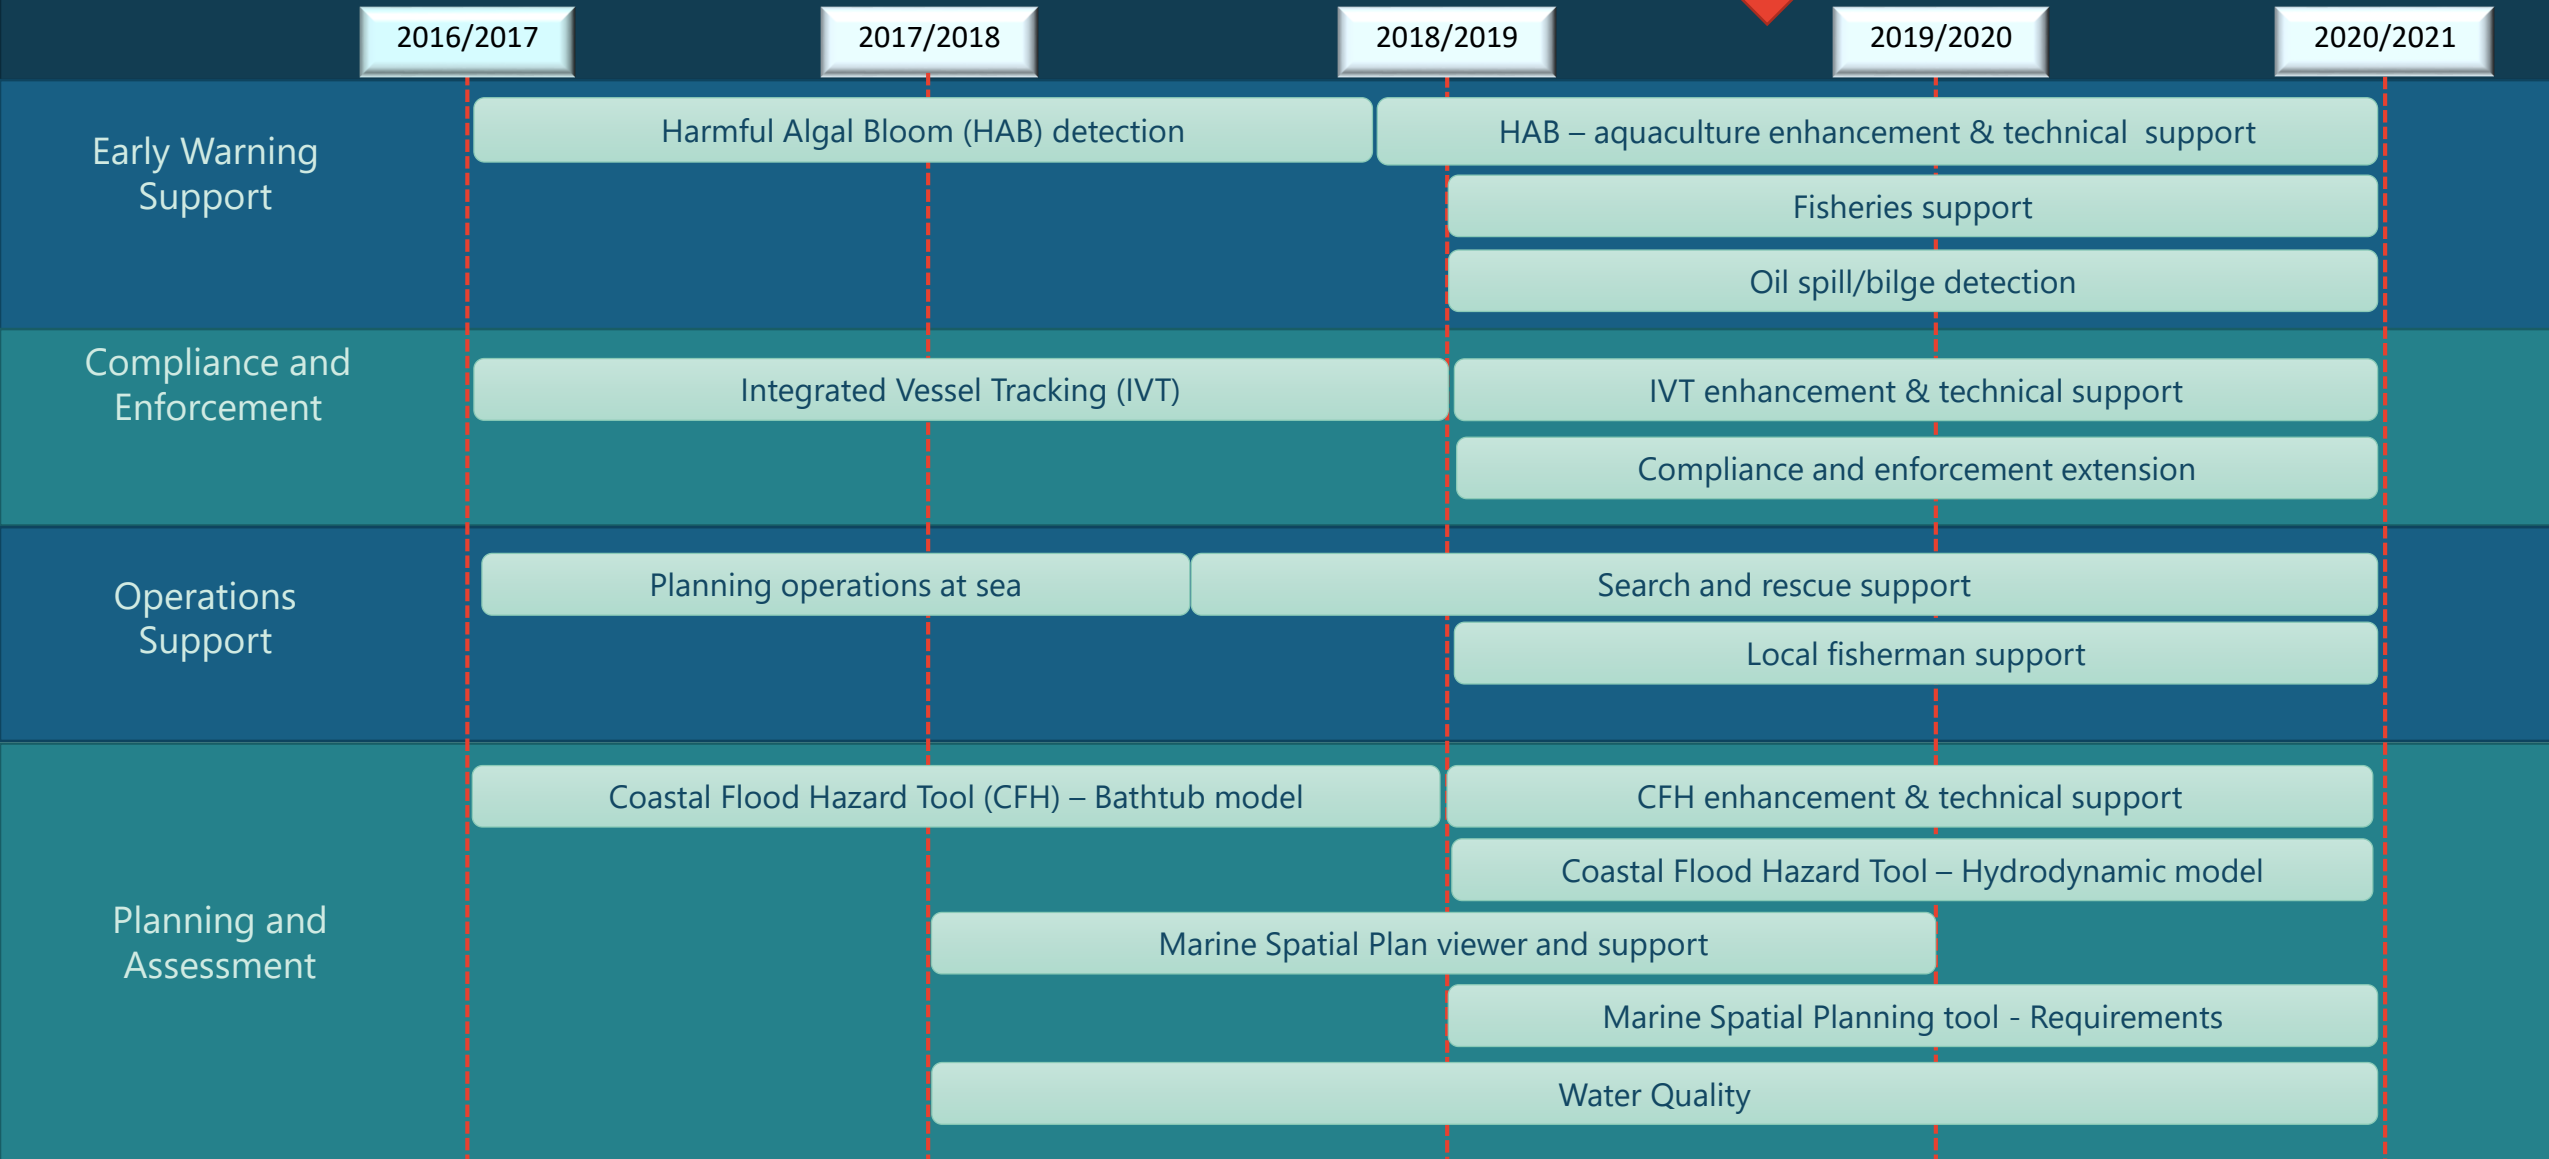 2016/2017
2017/2018
2018/2019
2019/2020
2020/2021
Early Warning
Support
Harmful Algal Bloom (HAB) detection
HAB – aquaculture enhancement & technical  support
Fisheries support
Oil spill/bilge detection
Compliance and
Enforcement
Integrated Vessel Tracking (IVT)
IVT enhancement & technical support
Compliance and enforcement extension
Operations
Support
Planning operations at sea
Search and rescue support
Local fisherman support
Planning and
Assessment
Coastal Flood Hazard Tool (CFH) – Bathtub model
CFH enhancement & technical support
Coastal Flood Hazard Tool – Hydrodynamic model
Marine Spatial Plan viewer and support
Marine Spatial Planning tool - Requirements
Water Quality